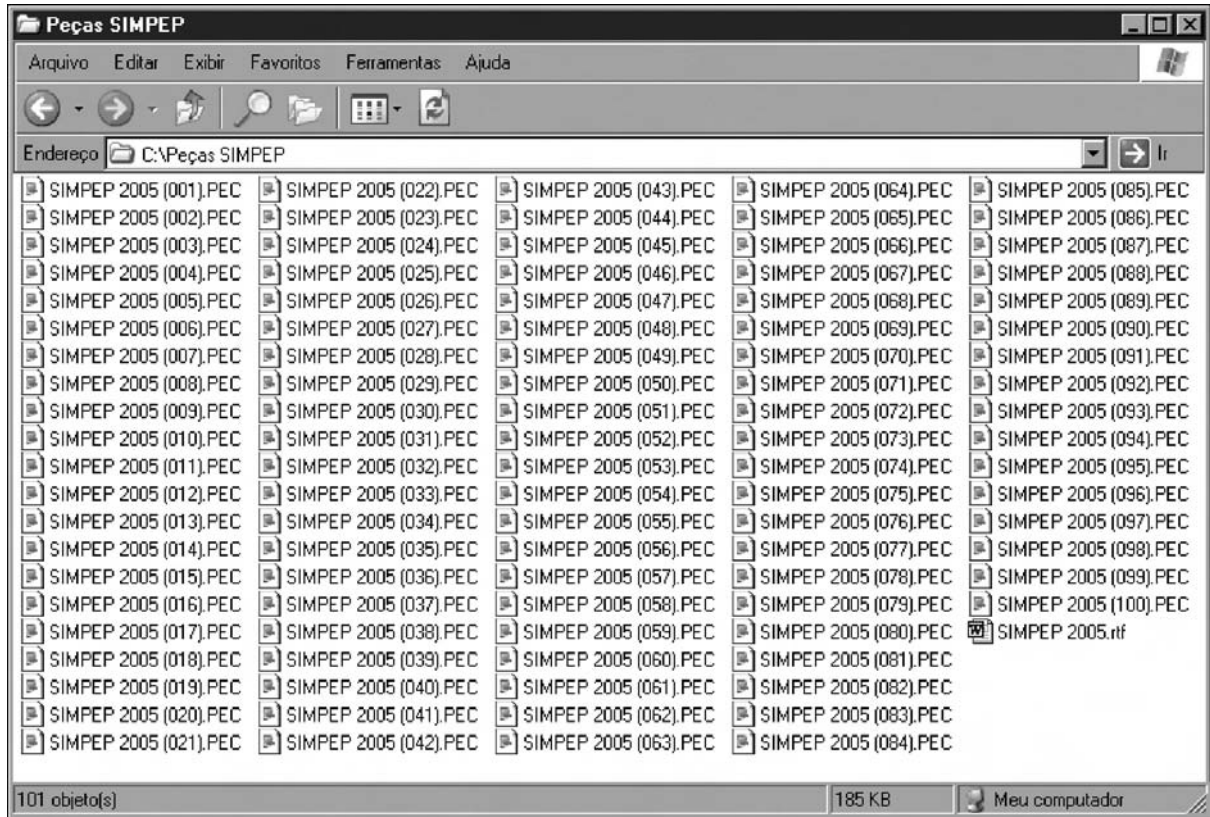 Peças SIMPEP
Arquivo Editar Exibir Favoritos Ferramentas Ajuda
Endereço C:\Peças SIMPEP Ir
SIMPEP 2005 (001).PEC SIMPEP 2005 (022).PEC SIMPEP 2005 (043).PEC SIMPEP 2005 (064).PEC SIMPEP 2005 (085).PEC
SIMPEP 2005 (002).PEC SIMPEP 2005 (023).PEC SIMPEP 2005 (044).PEC SIMPEP 2005 (065).PEC SIMPEP 2005 (086).PEC
SIMPEP 2005 (003).PEC SIMPEP 2005 (024).PEC SIMPEP 2005 (045).PEC SIMPEP 2005 (066).PEC SIMPEP 2005 (087).PEC
SIMPEP 2005 (004).PEC SIMPEP 2005 (025).PEC SIMPEP 2005 (046).PEC SIMPEP 2005 (067).PEC SIMPEP 2005 (088).PEC
SIMPEP 2005 (005).PEC SIMPEP 2005 (026).PEC SIMPEP 2005 (047).PEC SIMPEP 2005 (068).PEC SIMPEP 2005 (089).PEC
SIMPEP 2005 (006).PEC SIMPEP 2005 (027).PEC SIMPEP 2005 (048).PEC SIMPEP 2005 (069).PEC SIMPEP 2005 (090).PEC
SIMPEP 2005 (007).PEC SIMPEP 2005 (028).PEC SIMPEP 2005 (049).PEC SIMPEP 2005 (070).PEC SIMPEP 2005 (091).PEC
SIMPEP 2005 (008).PEC SIMPEP 2005 (029).PEC SIMPEP 2005 (050).PEC SIMPEP 2005 (071).PEC SIMPEP 2005 (092).PEC
SIMPEP 2005 (009).PEC SIMPEP 2005 (030).PEC SIMPEP 2005 (051).PEC SIMPEP 2005 (072).PEC SIMPEP 2005 (093).PEC
SIMPEP 2005 (010).PEC SIMPEP 2005 (031).PEC SIMPEP 2005 (052).PEC SIMPEP 2005 (073).PEC SIMPEP 2005 (094).PEC
SIMPEP 2005 (011).PEC SIMPEP 2005 (032).PEC SIMPEP 2005 (053).PEC SIMPEP 2005 (074).PEC SIMPEP 2005 (095).PEC
SIMPEP 2005 (012).PEC SIMPEP 2005 (033).PEC SIMPEP 2005 (054).PEC SIMPEP 2005 (075).PEC SIMPEP 2005 (096).PEC
SIMPEP 2005 (013).PEC SIMPEP 2005 (034).PEC SIMPEP 2005 (055).PEC SIMPEP 2005 (076).PEC SIMPEP 2005 (097).PEC
SIMPEP 2005 (014).PEC SIMPEP 2005 (035).PEC SIMPEP 2005 (056).PEC SIMPEP 2005 (077).PEC SIMPEP 2005 (098).PEC
SIMPEP 2005 (015).PEC SIMPEP 2005 (036).PEC SIMPEP 2005 (057).PEC SIMPEP 2005 (078).PEC SIMPEP 2005 (099).PEC
SIMPEP 2005 (016).PEC SIMPEP 2005 (037).PEC SIMPEP 2005 (058).PEC SIMPEP 2005 (079).PEC SIMPEP 2005 (100).PEC
SIMPEP 2005 (017).PEC SIMPEP 2005 (038).PEC SIMPEP 2005 (059).PEC SIMPEP 2005 (080).PEC SIMPEP 2005.rtf
SIMPEP 2005 (018).PEC SIMPEP 2005 (039).PEC SIMPEP 2005 (060).PEC SIMPEP 2005 (081).PEC
SIMPEP 2005 (019).PEC SIMPEP 2005 (040).PEC SIMPEP 2005 (061).PEC SIMPEP 2005 (082).PEC
SIMPEP 2005 (020).PEC SIMPEP 2005 (041).PEC SIMPEP 2005 (062).PEC SIMPEP 2005 (083).PEC
SIMPEP 2005 (021).PEC SIMPEP 2005 (042).PEC SIMPEP 2005 (063).PEC SIMPEP 2005 (084).PEC
101 objeto(s) 185 KB Meu computador